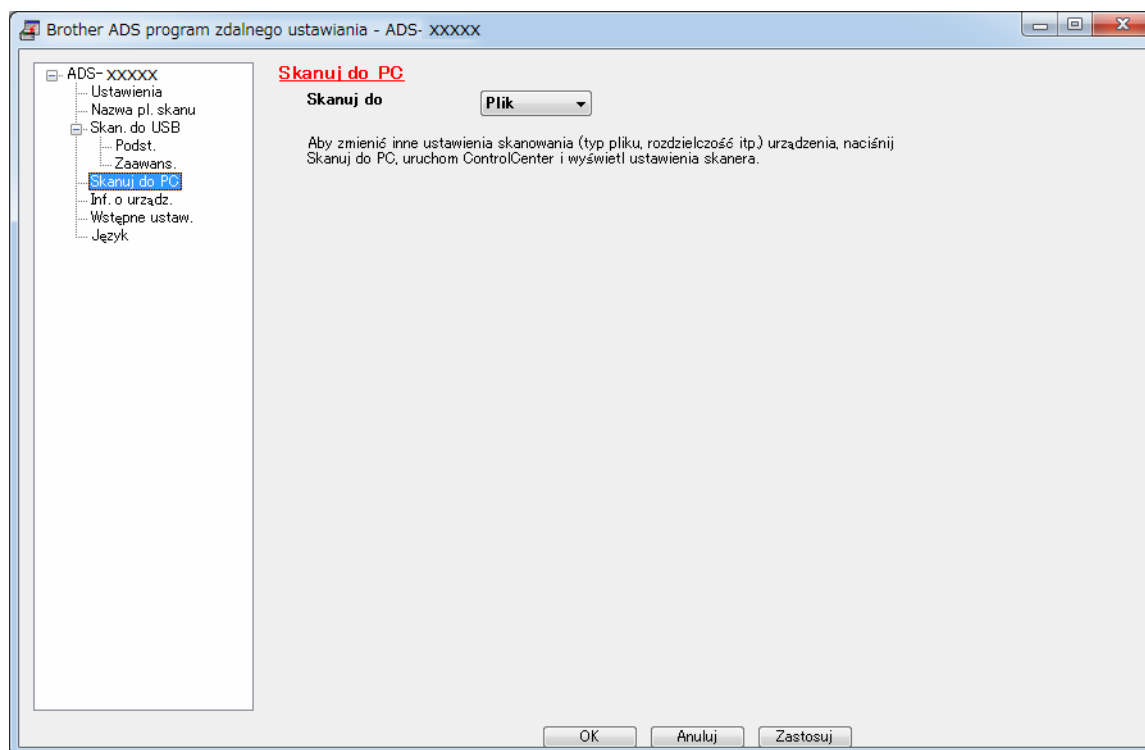 Brother ADS program zdalnego ustawiania - ADS- XXXXX
ADS- XXXXX
Ustawienia
Nazwa pl. skanu
Skan. do USB
Podst.
Zaawans.
Skanuj do PC
Inf. o urządz.
Wstępne ustaw.
Język
Skanuj do PC
Skanuj do Plik
Aby zmienić inne ustawienia skanowania (typ pliku, rozdzielczość itp.) urządzenia, naciśnij
Skanuj do PC, uruchom ControlCenter i wyświetl ustawienia skanera.
OK Anuluj Zastosuj